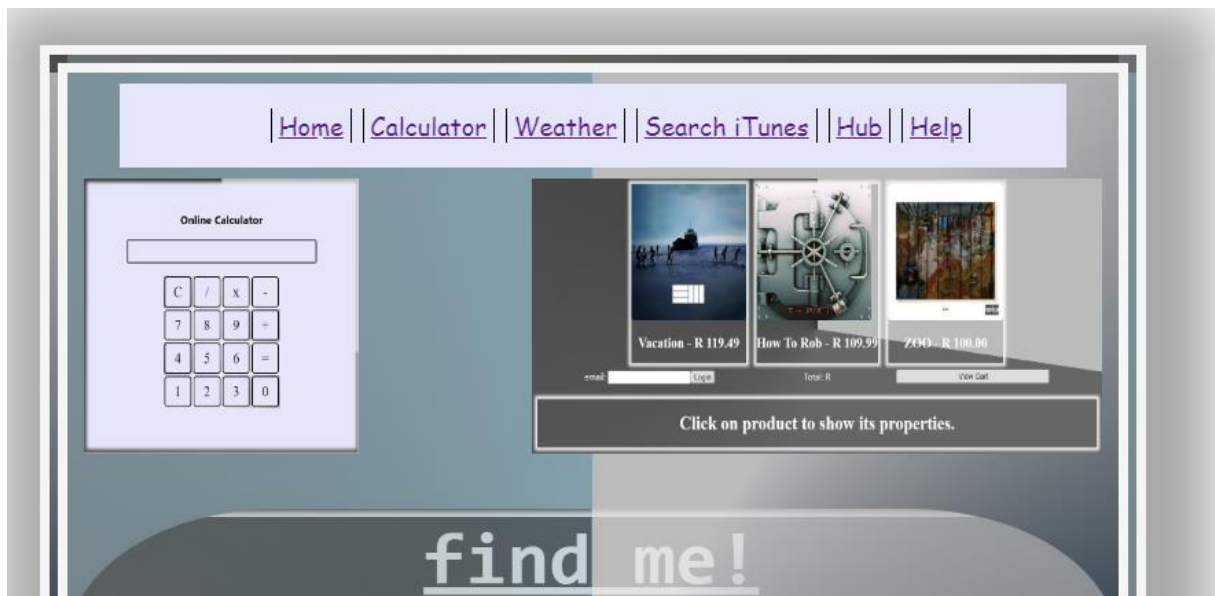 Home Calculator Weather Search iTunes Hub Help
Online Calculator
C / x -
7 8 9 +
4 5 6 =
1 2 3 0
Vacation - R 119.49
How To Rob - R 109.99
ZOO - R 100.00
email: Login
Total: R
View Cart
Click on product to show its properties.
find me!